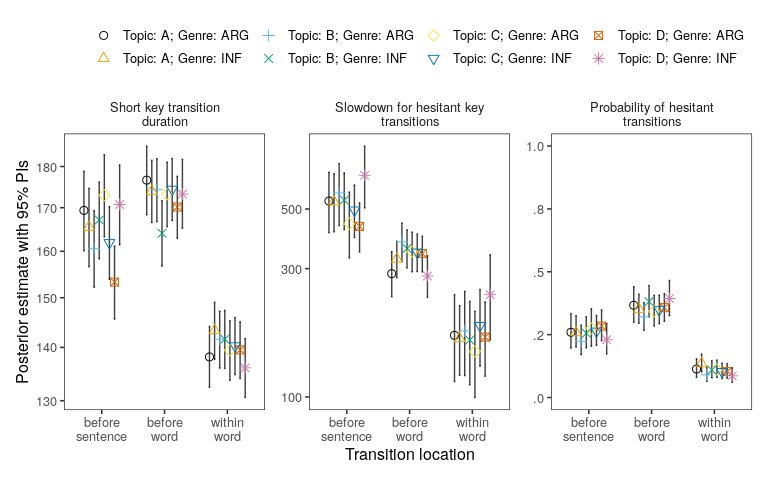 Topic: A; Genre: ARG
Topic: B; Genre: ARG
Topic: C; Genre: ARG
Topic: D; Genre: ARG
Topic: A; Genre: INF
Topic: B; Genre: INF
Topic: C; Genre: INF
Topic: D; Genre: INF
Short key transition
duration
Slowdown for hesitant key
transitions
Probability of hesitant
transitions
Posterior estimate with 95% PIs
180
170
160
150
140
130
500
300
100
1.0
.8
.5
.2
.0
before
sentence
before
word
within
word
before
sentence
before
word
within
word
before
sentence
before
word
within
word
Transition location